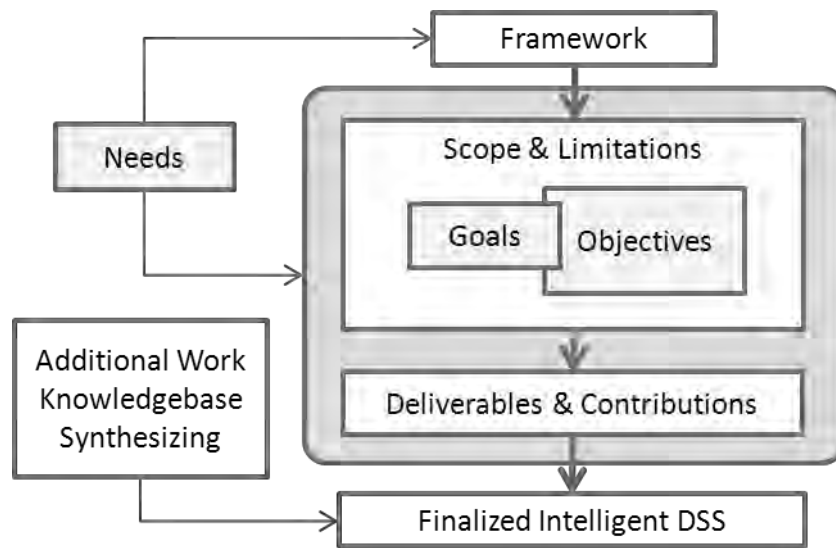 Framework
Needs
Scope & Limitations
Goals
Objectives
Additional Work
Knowledgebase
Synthesizing
Deliverables & Contributions
Finalized Intelligent DSS